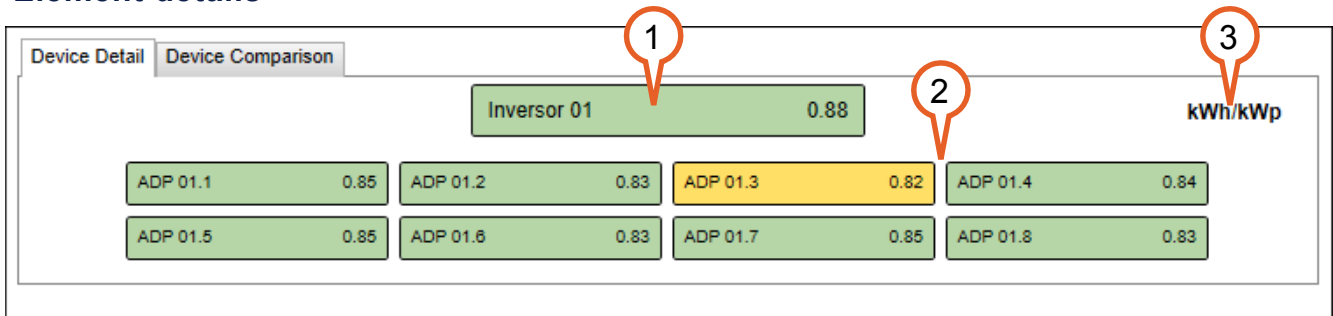 1
3
Device Detail Device Comparison
2
Inversor 01 0.88
kWh/kWp
ADP 01.1 0.85 ADP 01.2 0.83 ADP 01.3 0.82 ADP 01.4 0.84
ADP 01.5 0.85 ADP 01.6 0.83 ADP 01.7 0.85 ADP 01.8 0.83